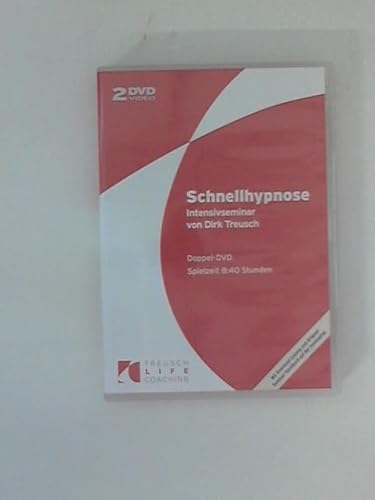 2 DVD
VIDEO
Schnellhypnose
Intensivseminar
von Dirk Treusch
Doppel-DVD
Spielzeit 8:40 Stunden
TREUSCH
LIFE
COACHING